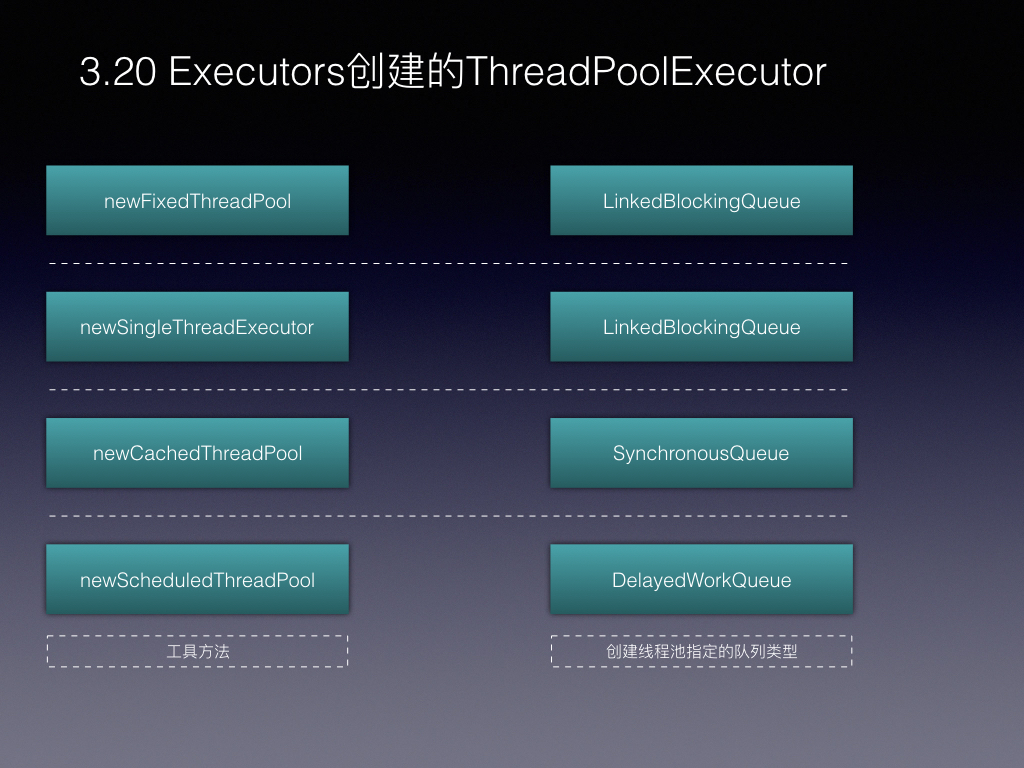 3.20 Executors创建的ThreadPoolExecutor
newFixedThreadPool
LinkedBlockingQueue
newSingleThreadExecutor
LinkedBlockingQueue
newCachedThreadPool
SynchronousQueue
newScheduledThreadPool
DelayedWorkQueue
工具方法
创建线程池指定的队列类型